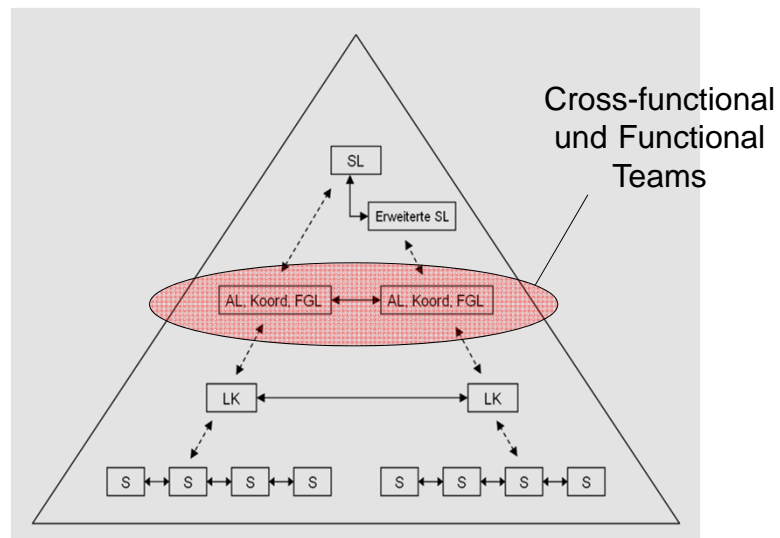 Cross-functional
und Functional
Teams
SL
Erweiterte SL
AL, Koord, FGL
AL, Koord, FGL
LK
LK
S
S
S
S
S
S
S
S